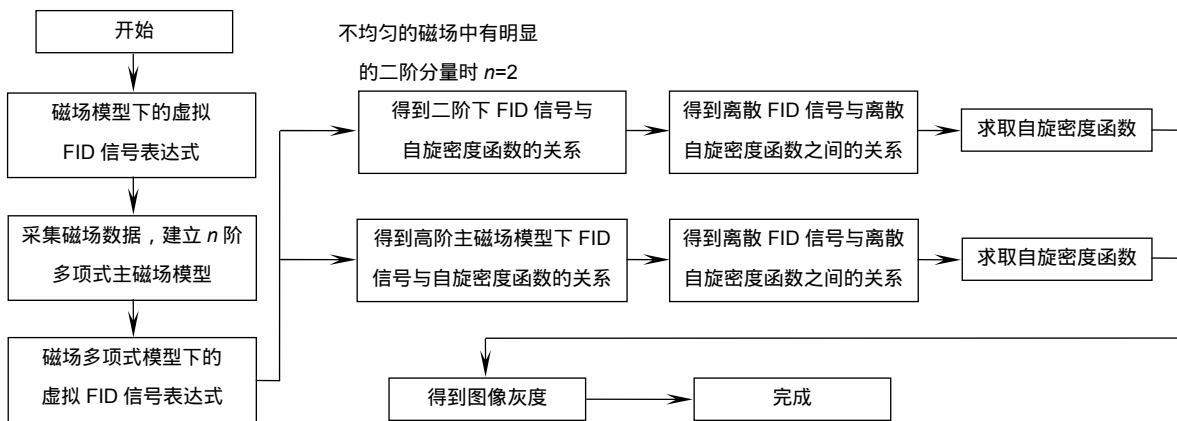 开始
磁场模型下的虚拟
FID 信号表达式
采集磁场数据，建立 n 阶
多项式主磁场模型
磁场多项式模型下的
虚拟 FID 信号表达式
不均匀的磁场中有明显
的二阶分量时 n=2
得到二阶下 FID 信号与
自旋密度函数的关系
得到离散 FID 信号与离散
自旋密度函数之间的关系
求取自旋密度函数
得到高阶主磁场模型下 FID
信号与自旋密度函数的关系
得到离散 FID 信号与离散
自旋密度函数之间的关系
求取自旋密度函数
得到图像灰度
完成